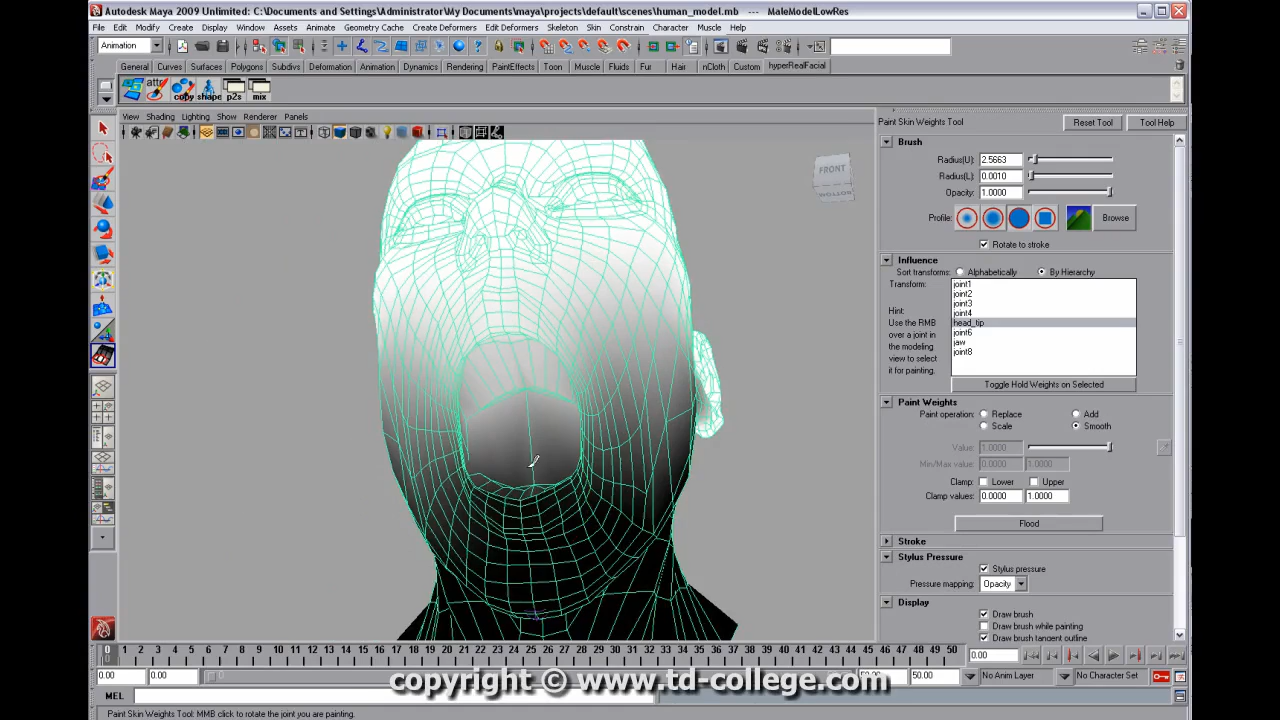 Autodesk Maya 2009 Unlimited: C:\Documents and Settings\Administrator\My Documents\maya\projects\default\scenes\human_model.mb --- MaleModelLowRes
File Edit Modify Create Display Window Assets Animate Geometry Cache Create Deformers Edit Deformers Skeleton Skin Constrain Character Muscle Help
Animation
General Curves Surfaces Polygons Subdivs Deformation Animation Dynamics Rendering PaintEffects Toon Muscle Fluids Fur Hair nCloth Custom hyperRealFacial
attr copy shape p2s mix
View Shading Lighting Show Renderer Panels
FRONT
BOTTOM
Paint Skin Weights Tool Reset Tool Tool Help
Brush
Radius(U): 2.5663
Radius(L): 0.0010
Opacity: 1.0000
Profile: Browse
Rotate to stroke
Influence
Sort transforms: Alphabetically By Hierarchy
Transform: joint1
joint2
joint3
Hint: joint4
Use the RMB head_tip
over a joint in joint6
the modeling jaw
view to select joint8
it for painting.
Toggle Hold Weights on Selected
Paint Weights
Paint operation: Replace Add
Scale Smooth
Value: 1.0000
Min/Max value: 0.0000 1.0000
Clamp: Lower Upper
Clamp values: 0.0000 1.0000
Flood
Stroke
Stylus Pressure
Stylus pressure
Pressure mapping: Opacity
Display
Draw brush
Draw brush while painting
Draw brush tangent outline
1 2 3 4 5 6 7 8 9 10 11 12 13 14 15 16 17 18 19 20 21 22 23 24 25 26 27 28 29 30 31 32 33 34 35 36 37 38 39 40 41 42 43 44 45 46 47 48 49 50 0.00
0.00 0.00 50.00 50.00 No Anim Layer No Character Set
copyright © www.td-college.com
MEL
Paint Skin Weights Tool: MMB click to rotate the joint you are painting.